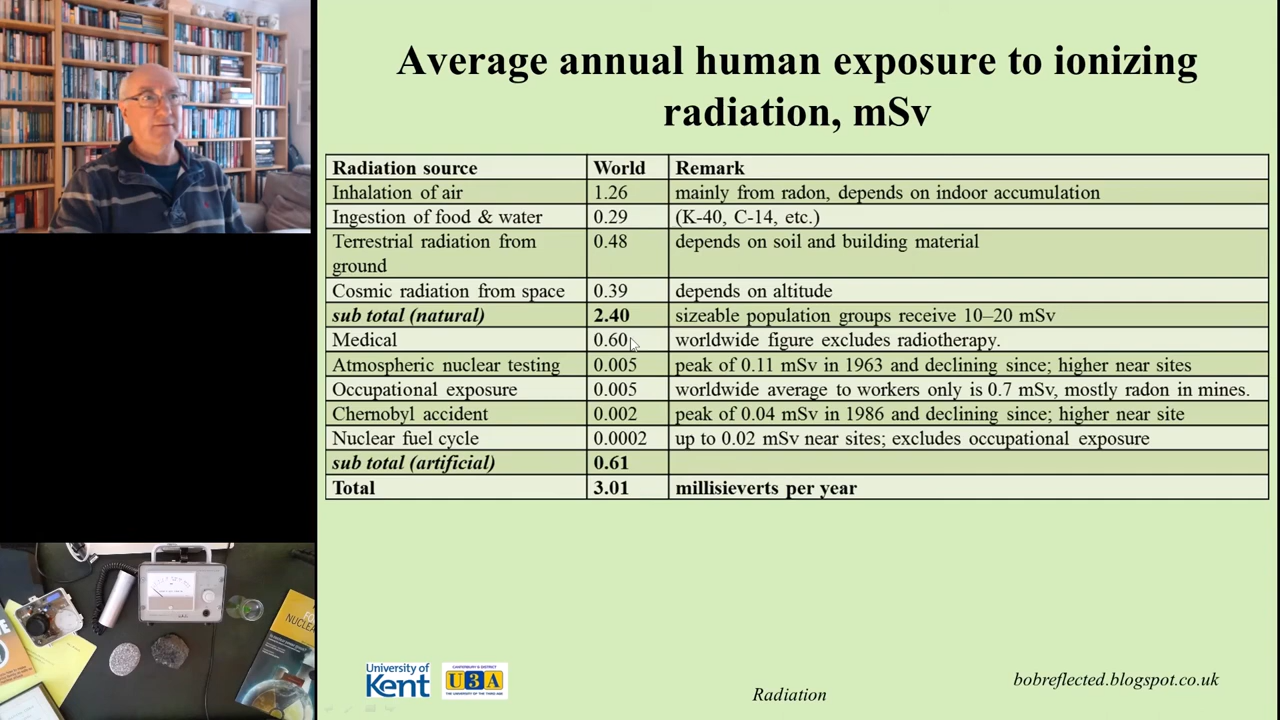 Average annual human exposure to ionizing
radiation, mSv
Radiation source World Remark
Inhalation of air 1.26 mainly from radon, depends on indoor accumulation
Ingestion of food & water 0.29 (K-40, C-14, etc.)
Terrestrial radiation from 0.48 depends on soil and building material
ground
Cosmic radiation from space 0.39 depends on altitude
sub total (natural) 2.40 sizeable population groups receive 10–20 mSv
Medical 0.60 worldwide figure excludes radiotherapy.
Atmospheric nuclear testing 0.005 peak of 0.11 mSv in 1963 and declining since; higher near sites
Occupational exposure 0.005 worldwide average to workers only is 0.7 mSv, mostly radon in mines.
Chernobyl accident 0.002 peak of 0.04 mSv in 1986 and declining since; higher near site
Nuclear fuel cycle 0.0002 up to 0.02 mSv near sites; excludes occupational exposure
sub total (artificial) 0.61
Total 3.01 millisieverts per year
University of
Kent
CANTERBURY & DISTRICT
U3A
THE UNIVERSITY OF THE THIRD AGE
Radiation
bobreflected.blogspot.co.uk